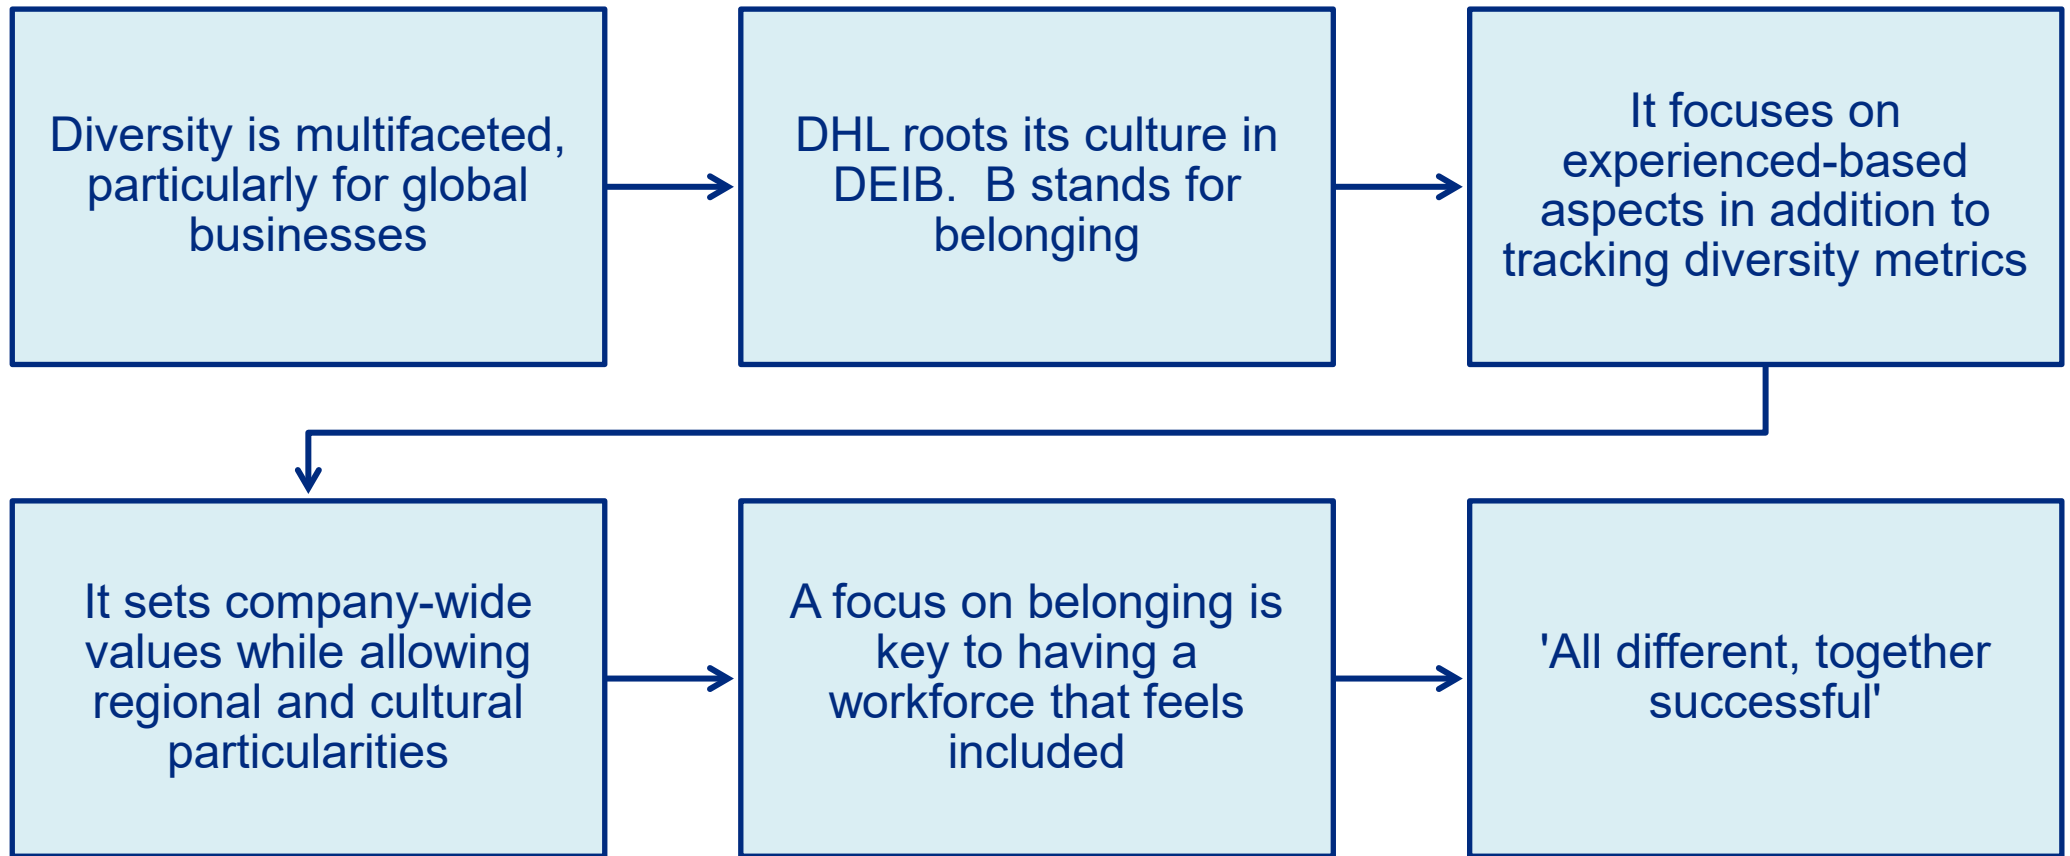 Diversity is multifaceted,
particularly for global
businesses
DHL roots its culture in
DEIB.  B stands for
belonging
It focuses on
experienced-based
aspects in addition to
tracking diversity metrics
It sets company-wide
values while allowing
regional and cultural
particularities
A focus on belonging is
key to having a
workforce that feels
included
'All different, together
successful'